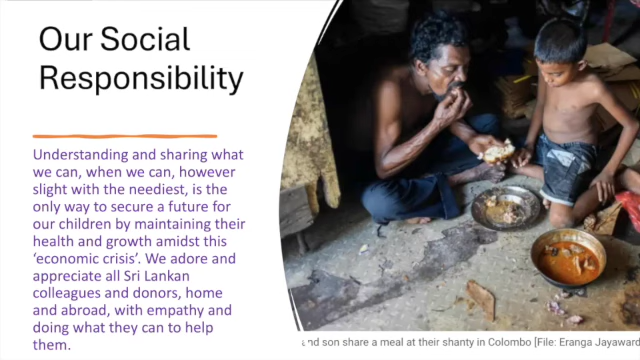 Our Social
Responsibility
Understanding and sharing what
we can, when we can, however
slight with the neediest, is the
only way to secure a future for
our children by maintaining their
health and growth amidst this
‘economic crisis’. We adore and
appreciate all Sri Lankan
colleagues and donors, home
and abroad, with empathy and
doing what they can to help
them.
and son share a meal at their shanty in Colombo [File: Eranga Jayaward